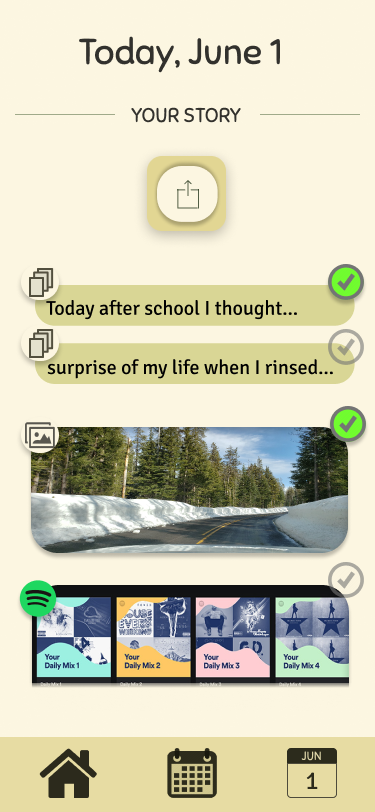 Today, June 1
YOUR STORY
Today after school I thought...
surprise of my life when I rinsed...
Your
Daily Mix 1
Your
Daily Mix 2
Your
Daily Mix 3
Your
Daily Mix 4
JUN
1